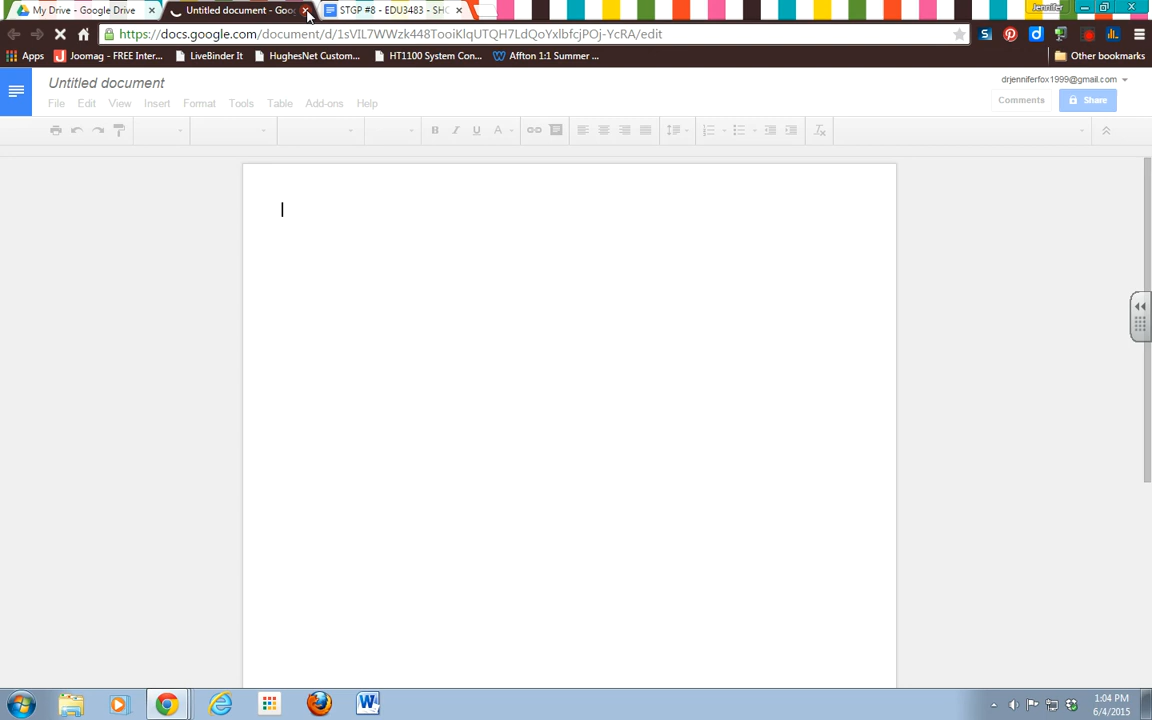 My Drive - Google Drive
Untitled document - Goo
STGP #8 - EDU3483 - SHC
Jennifer
https://docs.google.com/document/d/1sVIL7WWzk448TooiKlqUTQH7LdQoYxlbfcjPOj-YcRA/edit
Apps
Joomag - FREE Inter...
LiveBinder It
HughesNet Custom...
HT1100 System Con...
Affton 1:1 Summer ...
Other bookmarks
Untitled document
drjenniferfox1999@gmail.com
File Edit View Insert Format Tools Table Add-ons Help
Comments
Share
B I U A
1:04 PM
6/4/2015